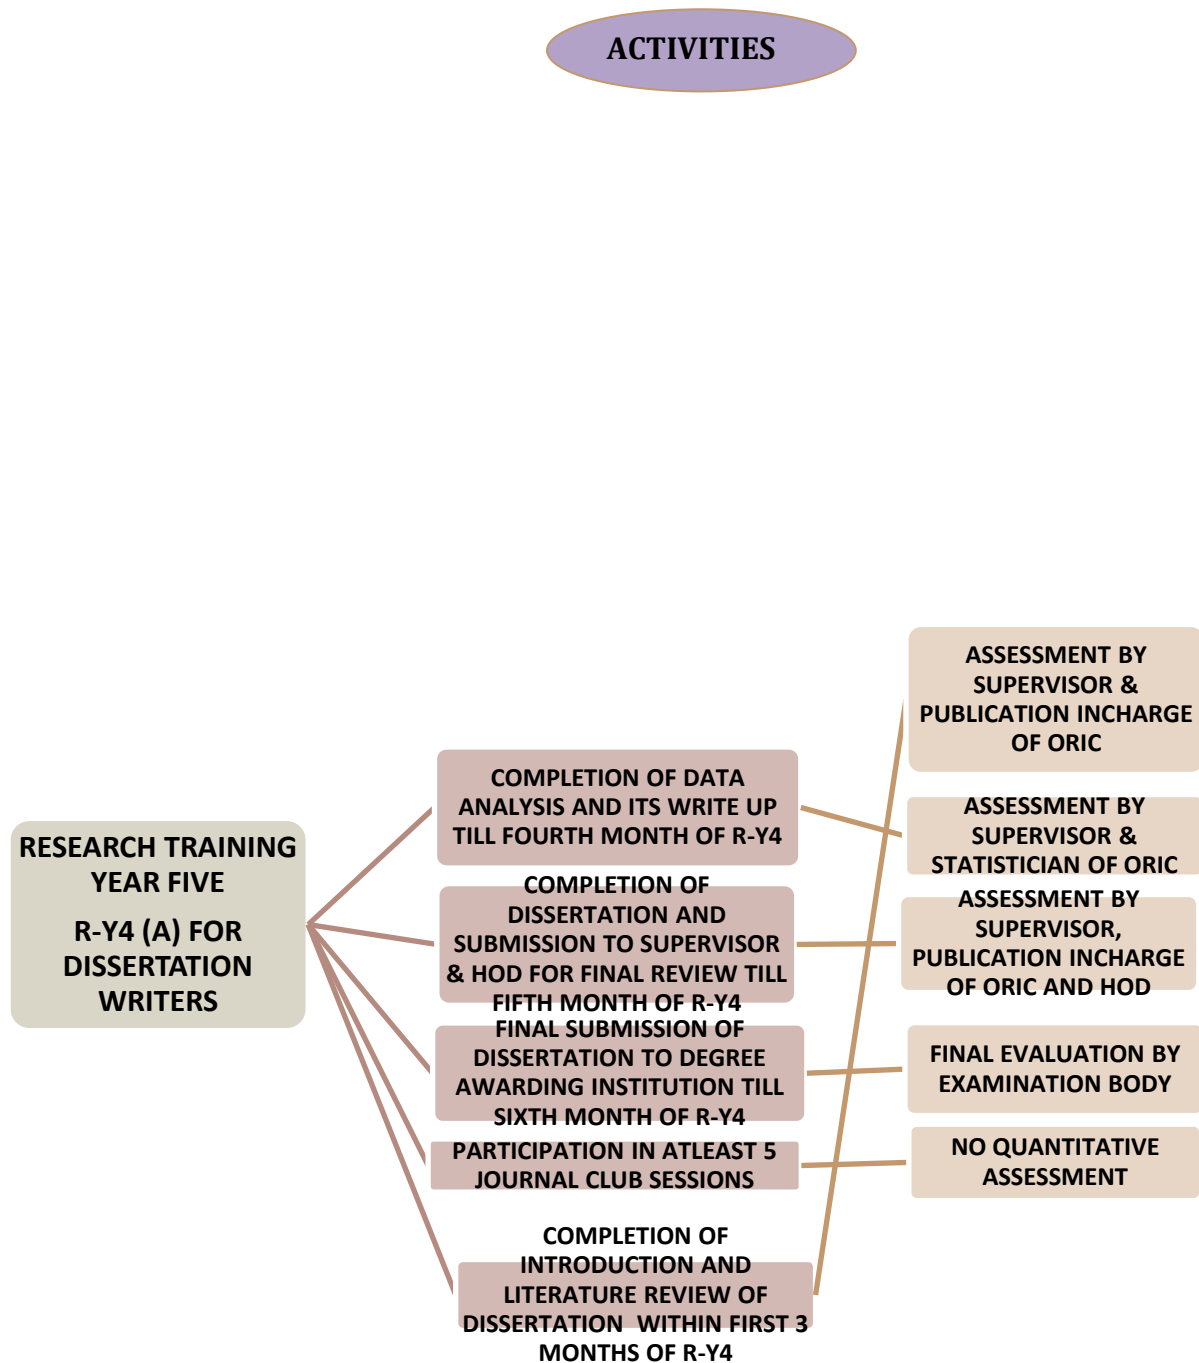 ACTIVITIES
RESEARCH TRAINING
YEAR FIVE
R-Y4 (A) FOR
DISSERTATION
WRITERS
COMPLETION OF DATA
ANALYSIS AND ITS WRITE UP
TILL FOURTH MONTH OF R-Y4
COMPLETION OF
DISSERTATION AND
SUBMISSION TO SUPERVISOR
& HOD FOR FINAL REVIEW TILL
FIFTH MONTH OF R-Y4
FINAL SUBMISSION OF
DISSERTATION TO DEGREE
AWARDING INSTITUTION TILL
SIXTH MONTH OF R-Y4
PARTICIPATION IN ATLEAST 5
JOURNAL CLUB SESSIONS
COMPLETION OF
INTRODUCTION AND
LITERATURE REVIEW OF
DISSERTATION WITHIN FIRST 3
MONTHS OF R-Y4
ASSESSMENT BY
SUPERVISOR &
PUBLICATION INCHARGE
OF ORIC
ASSESSMENT BY
SUPERVISOR &
STATISTICIAN OF ORIC
ASSESSMENT BY
SUPERVISOR,
PUBLICATION INCHARGE
OF ORIC AND HOD
FINAL EVALUATION BY
EXAMINATION BODY
NO QUANTITATIVE
ASSESSMENT